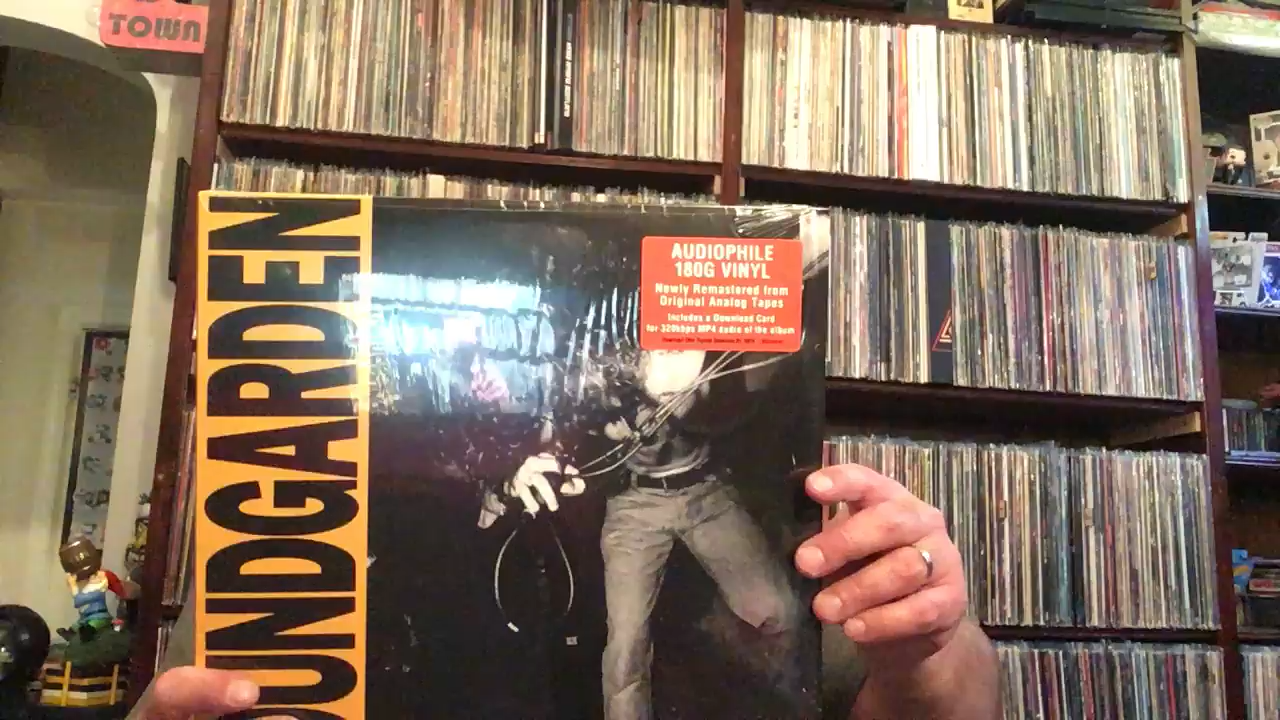 TOWN
SOUNDGARDEN
AUDIOPHILE
180G VINYL
Newly Remastered from
Original Analog Tapes
Includes a Download Card
for 320kbps MP4 audio of the album